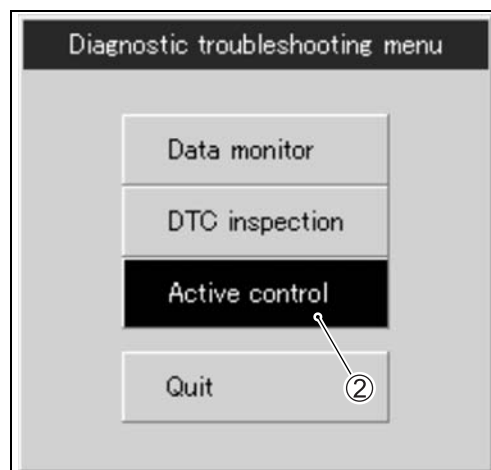 Diagnostic troubleshooting menu
Data monitor
DTC inspection
Active control
Quit
②